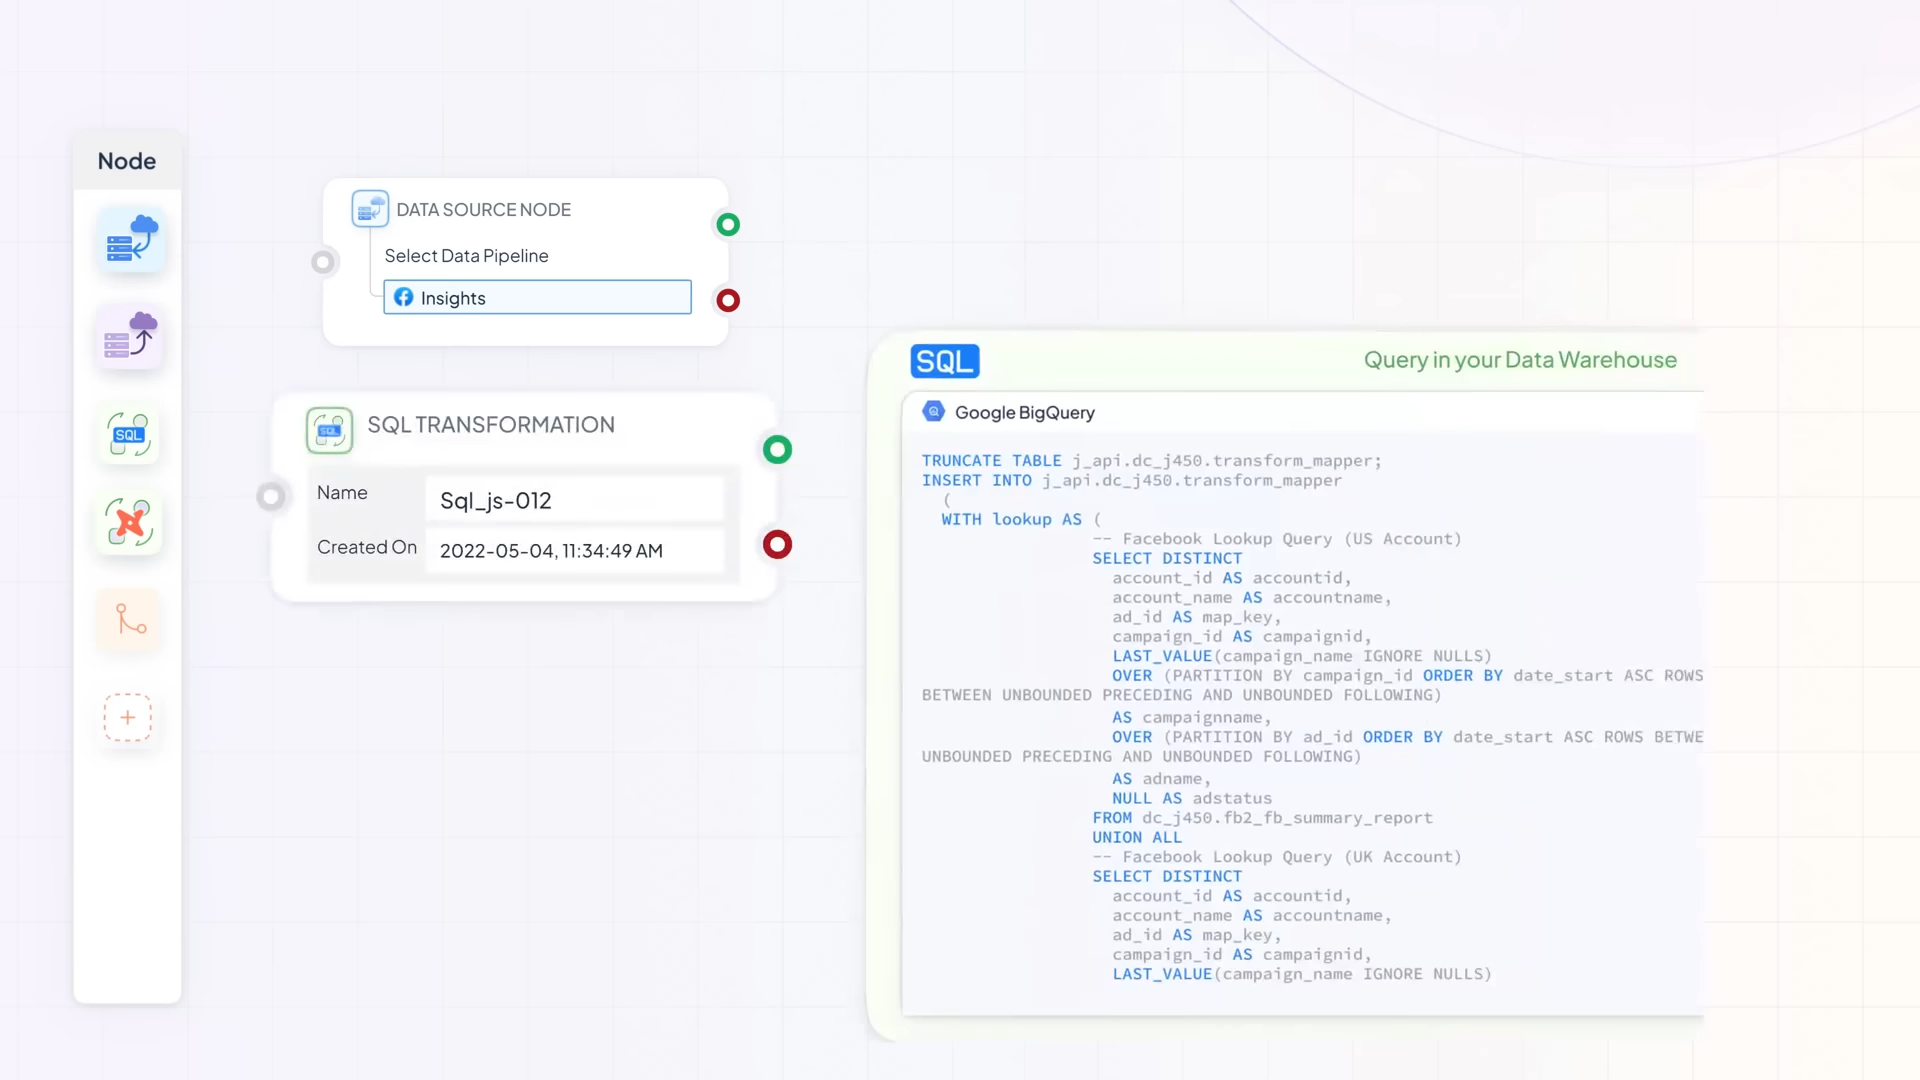 Node
DATA SOURCE NODE
Select Data Pipeline
Insights
SQL
SQL TRANSFORMATION
Name
Sql_js-012
Created On
2022-05-04, 11:34:49 AM
SQL
SQL
Query in your Data Warehouse
Google BigQuery
TRUNCATE TABLE j_api.dc_j450.transform_mapper;
INSERT INTO j_api.dc_j450.transform_mapper
(
WITH lookup AS (
-- Facebook Lookup Query (US Account)
SELECT DISTINCT
account_id AS accountid,
account_name AS accountname,
ad_id AS map_key,
campaign_id AS campaignid,
LAST_VALUE(campaign_name IGNORE NULLS)
OVER (PARTITION BY campaign_id ORDER BY date_start ASC ROWS
BETWEEN UNBOUNDED PRECEDING AND UNBOUNDED FOLLOWING)
AS campaignname,
OVER (PARTITION BY ad_id ORDER BY date_start ASC ROWS BETWE
UNBOUNDED PRECEDING AND UNBOUNDED FOLLOWING)
AS adname,
NULL AS adstatus
FROM dc_j450.fb2_fb_summary_report
UNION ALL
-- Facebook Lookup Query (UK Account)
SELECT DISTINCT
account_id AS accountid,
account_name AS accountname,
ad_id AS map_key,
campaign_id AS campaignid,
LAST_VALUE(campaign_name IGNORE NULLS)